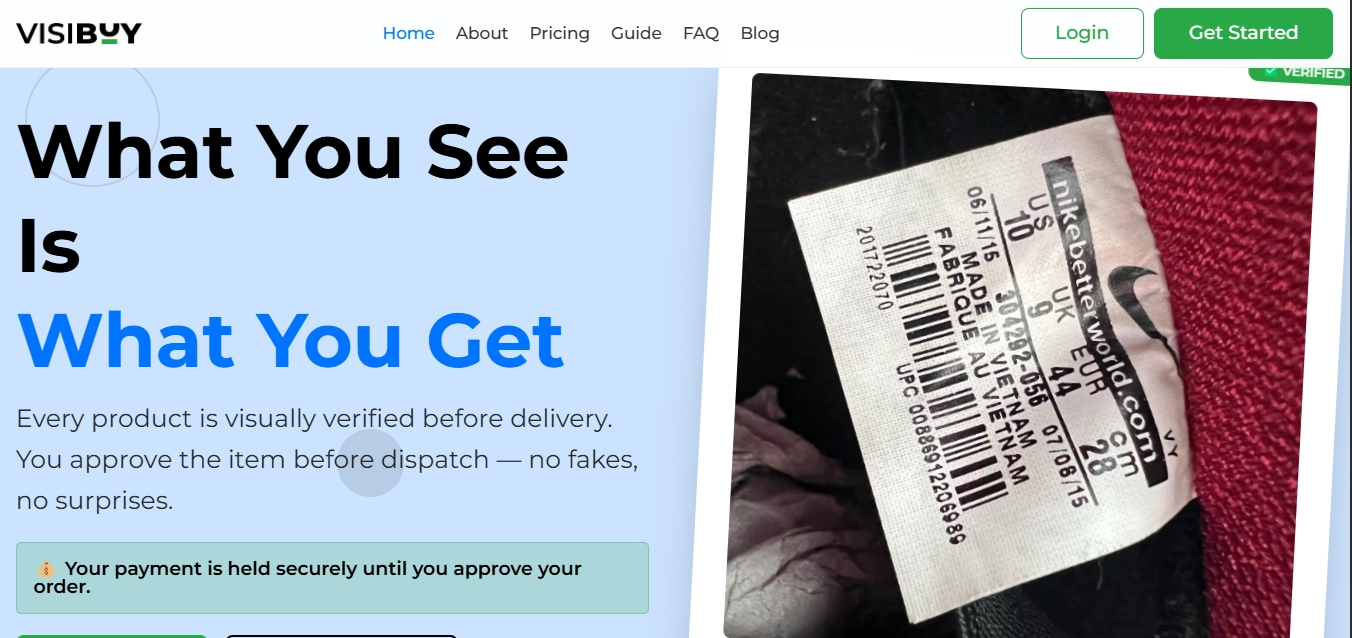 VISIBUY
Home About Pricing Guide FAQ Blog
Login
Get Started
VERIFIED
What You See
Is
What You Get
Every product is visually verified before delivery.
You approve the item before dispatch — no fakes,
no surprises.
💰 Your payment is held securely until you approve your
order.
nikebetterworld.com
US UK EUR cm
10 9 44 28
VY
06/11/15 304292-056 07/08/15
MADE IN VIETNAM
FABRIQUE AU VIETNAM
UPC 00886912206989
201722070